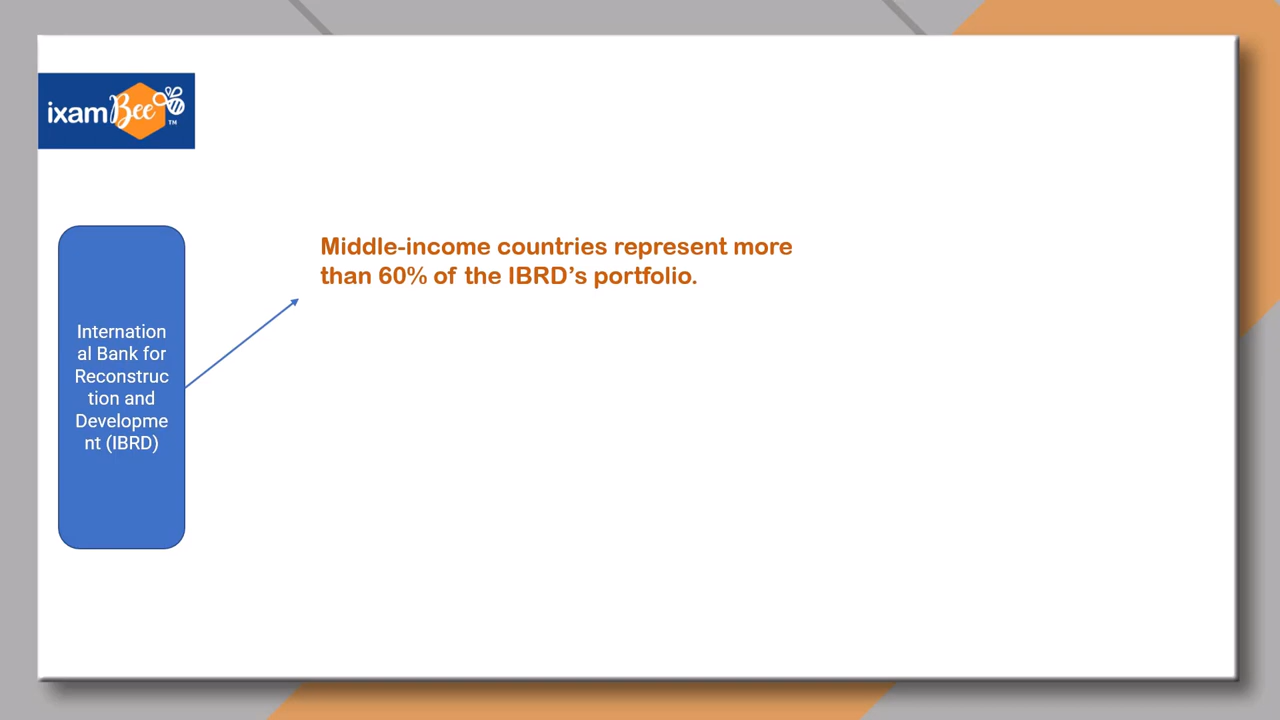 ixamBee
TM
Middle-income countries represent more
than 60% of the IBRD’s portfolio.
Internation
al Bank for
Reconstruc
tion and
Developme
nt (IBRD)